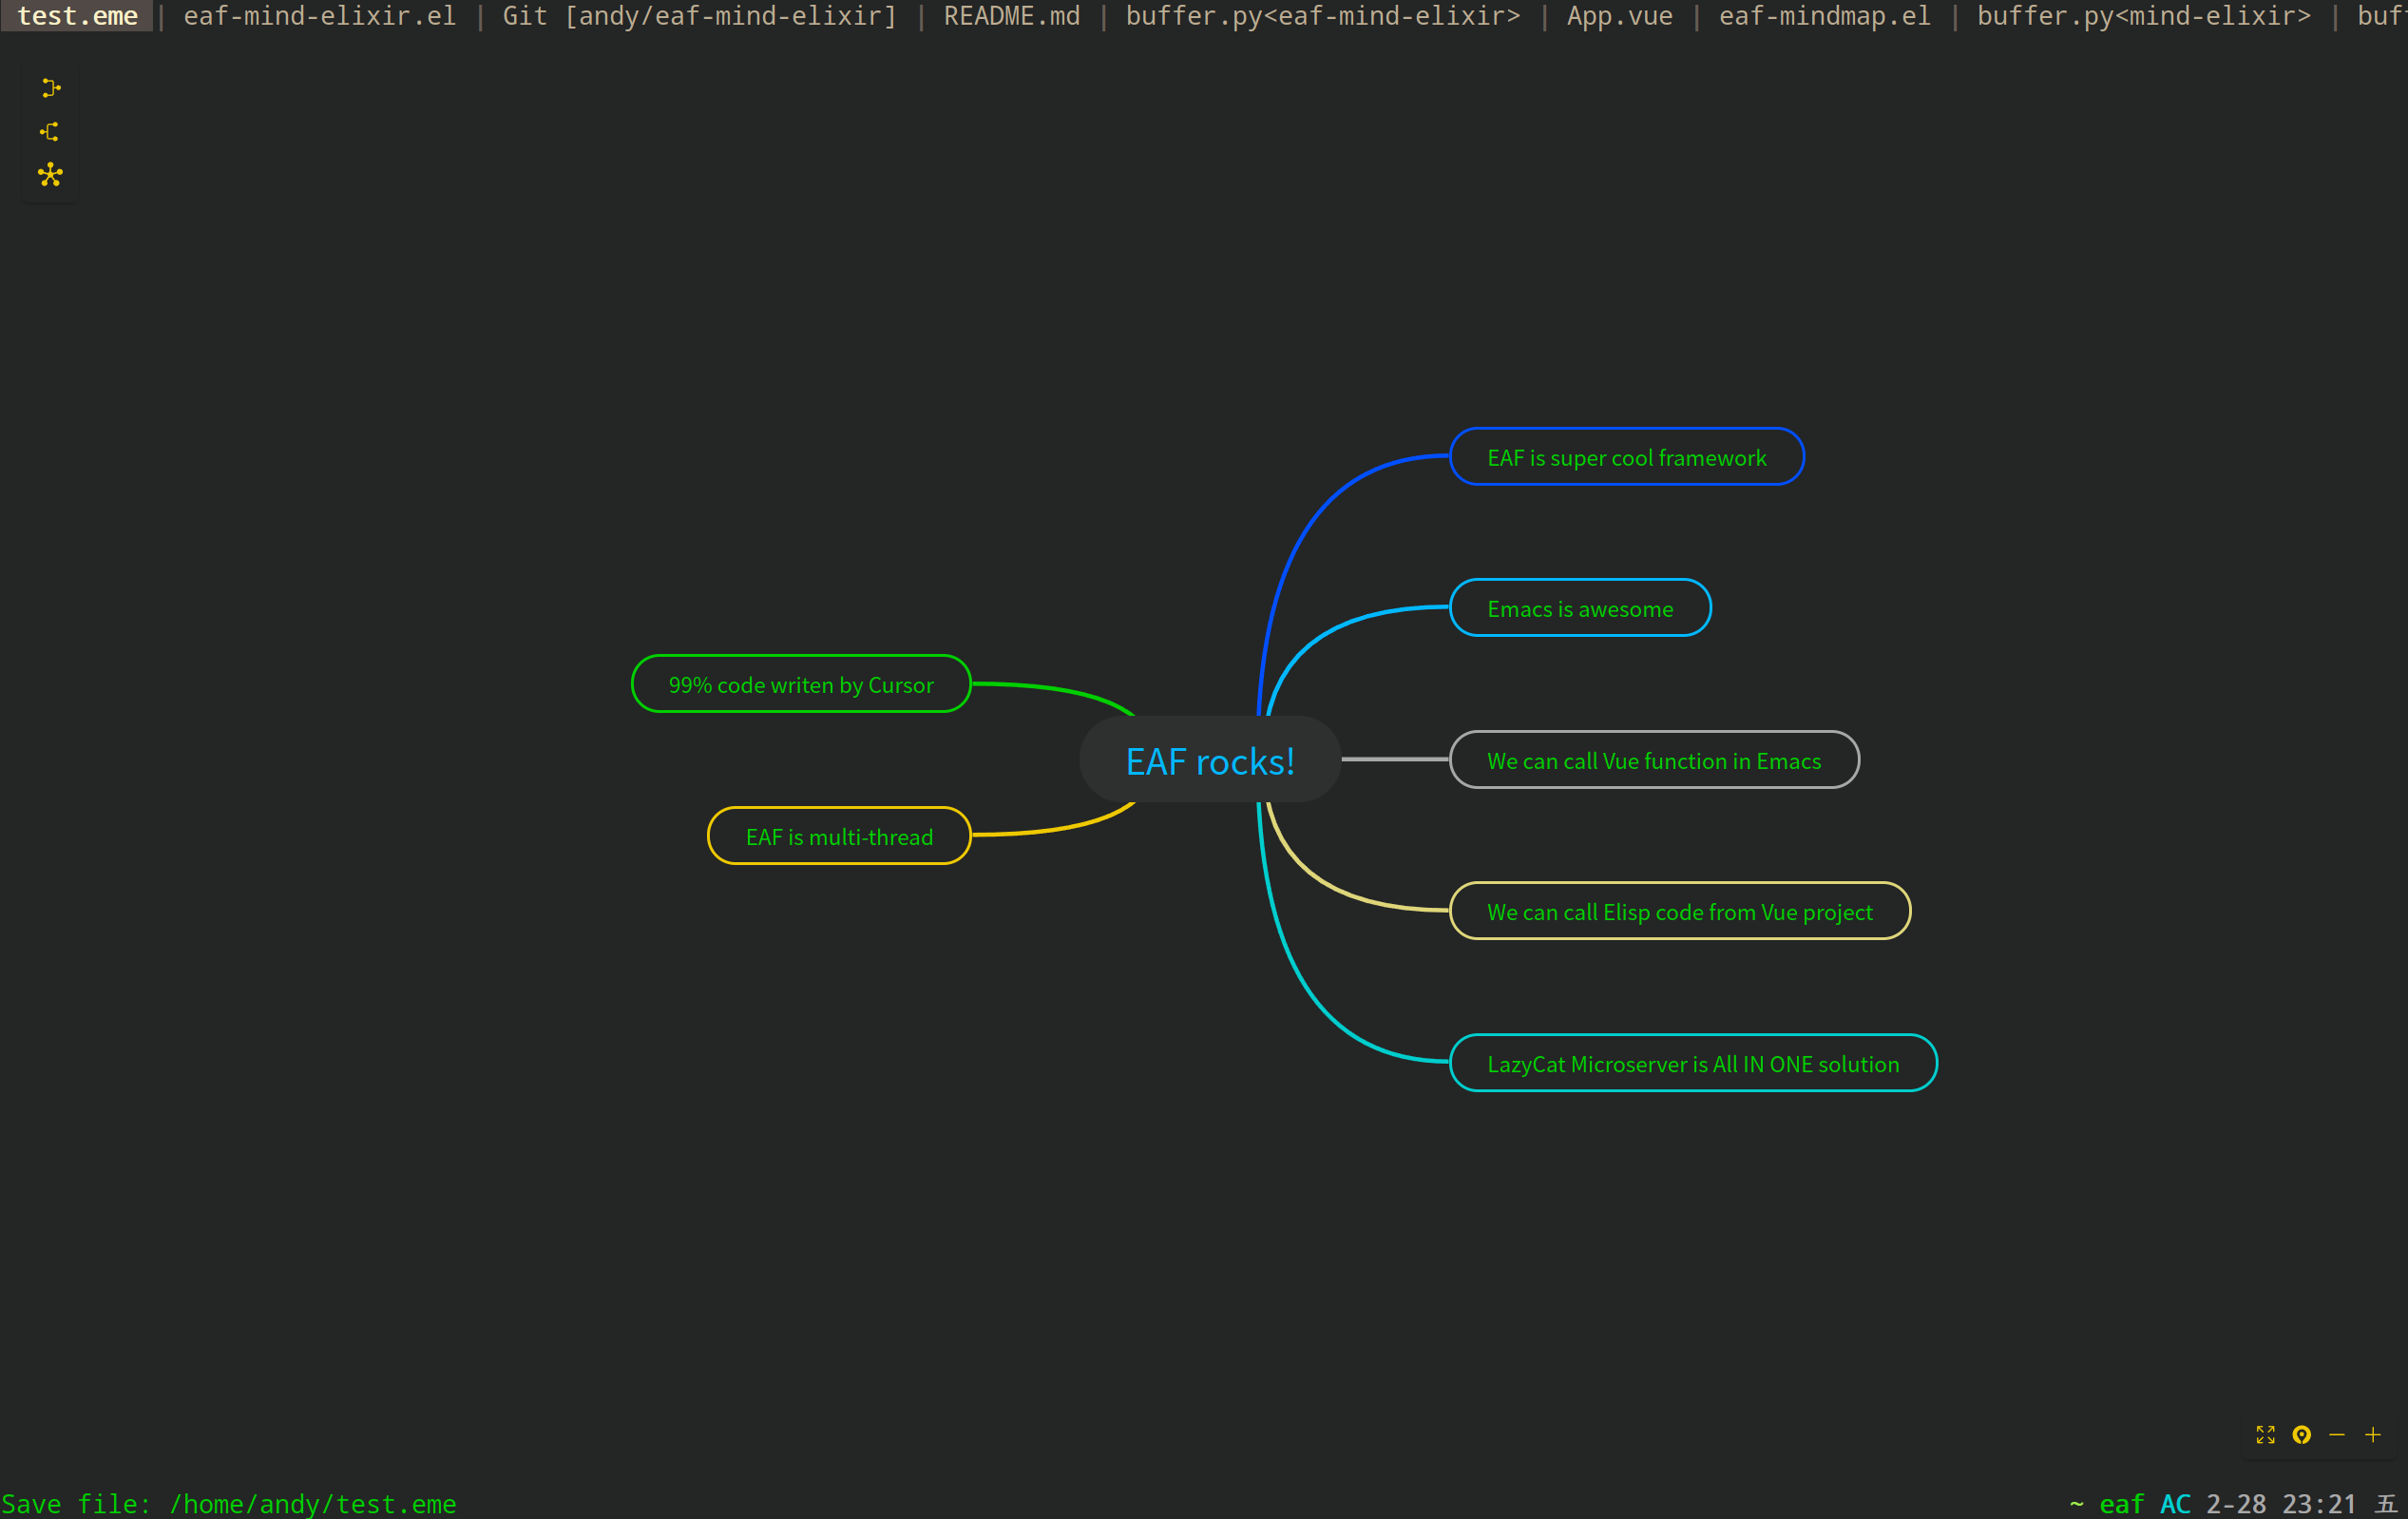 test.eme | eaf-mind-elixir.el | Git [andy/eaf-mind-elixir] | README.md | buffer.py<eaf-mind-elixir> | App.vue | eaf-mindmap.el | buffer.py<mind-elixir> | buf
EAF is super cool framework
Emacs is awesome
99% code writen by Cursor
EAF rocks!
We can call Vue function in Emacs
EAF is multi-thread
We can call Elisp code from Vue project
LazyCat Microserver is All IN ONE solution
Save file: /home/andy/test.eme
~ eaf AC 2-28 23:21 五